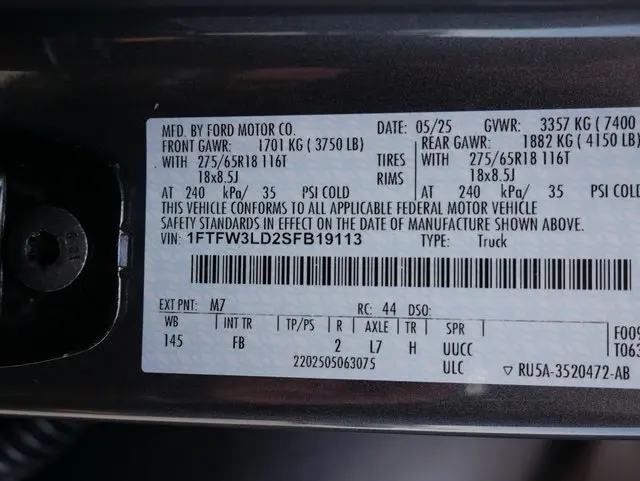 MFD. BY FORD MOTOR CO. DATE: 05/25 GVWR: 3357 KG ( 7400
FRONT GAWR: 1701 KG ( 3750 LB) REAR GAWR: 1882 KG ( 4150 LB)
WITH 275/65R18 116T TIRES WITH 275/65R18 116T
18x8.5J RIMS 18x8.5J
AT 240 kPa/ 35 PSI COLD AT 240 kPa/ 35 PSI COLD
THIS VEHICLE CONFORMS TO ALL APPLICABLE FEDERAL MOTOR VEHICLE
SAFETY STANDARDS IN EFFECT ON THE DATE OF MANUFACTURE SHOWN ABOVE.
VIN: 1FTFW3LD2SFB19113 TYPE: Truck
EXT PNT: M7 RC: 44 DSO:
WB INT TR TP/PS R AXLE TR SPR
145 FB 2 L7 H UUCC
2202505063075 ULC
F009
T063
▽ RU5A-3520472-AB